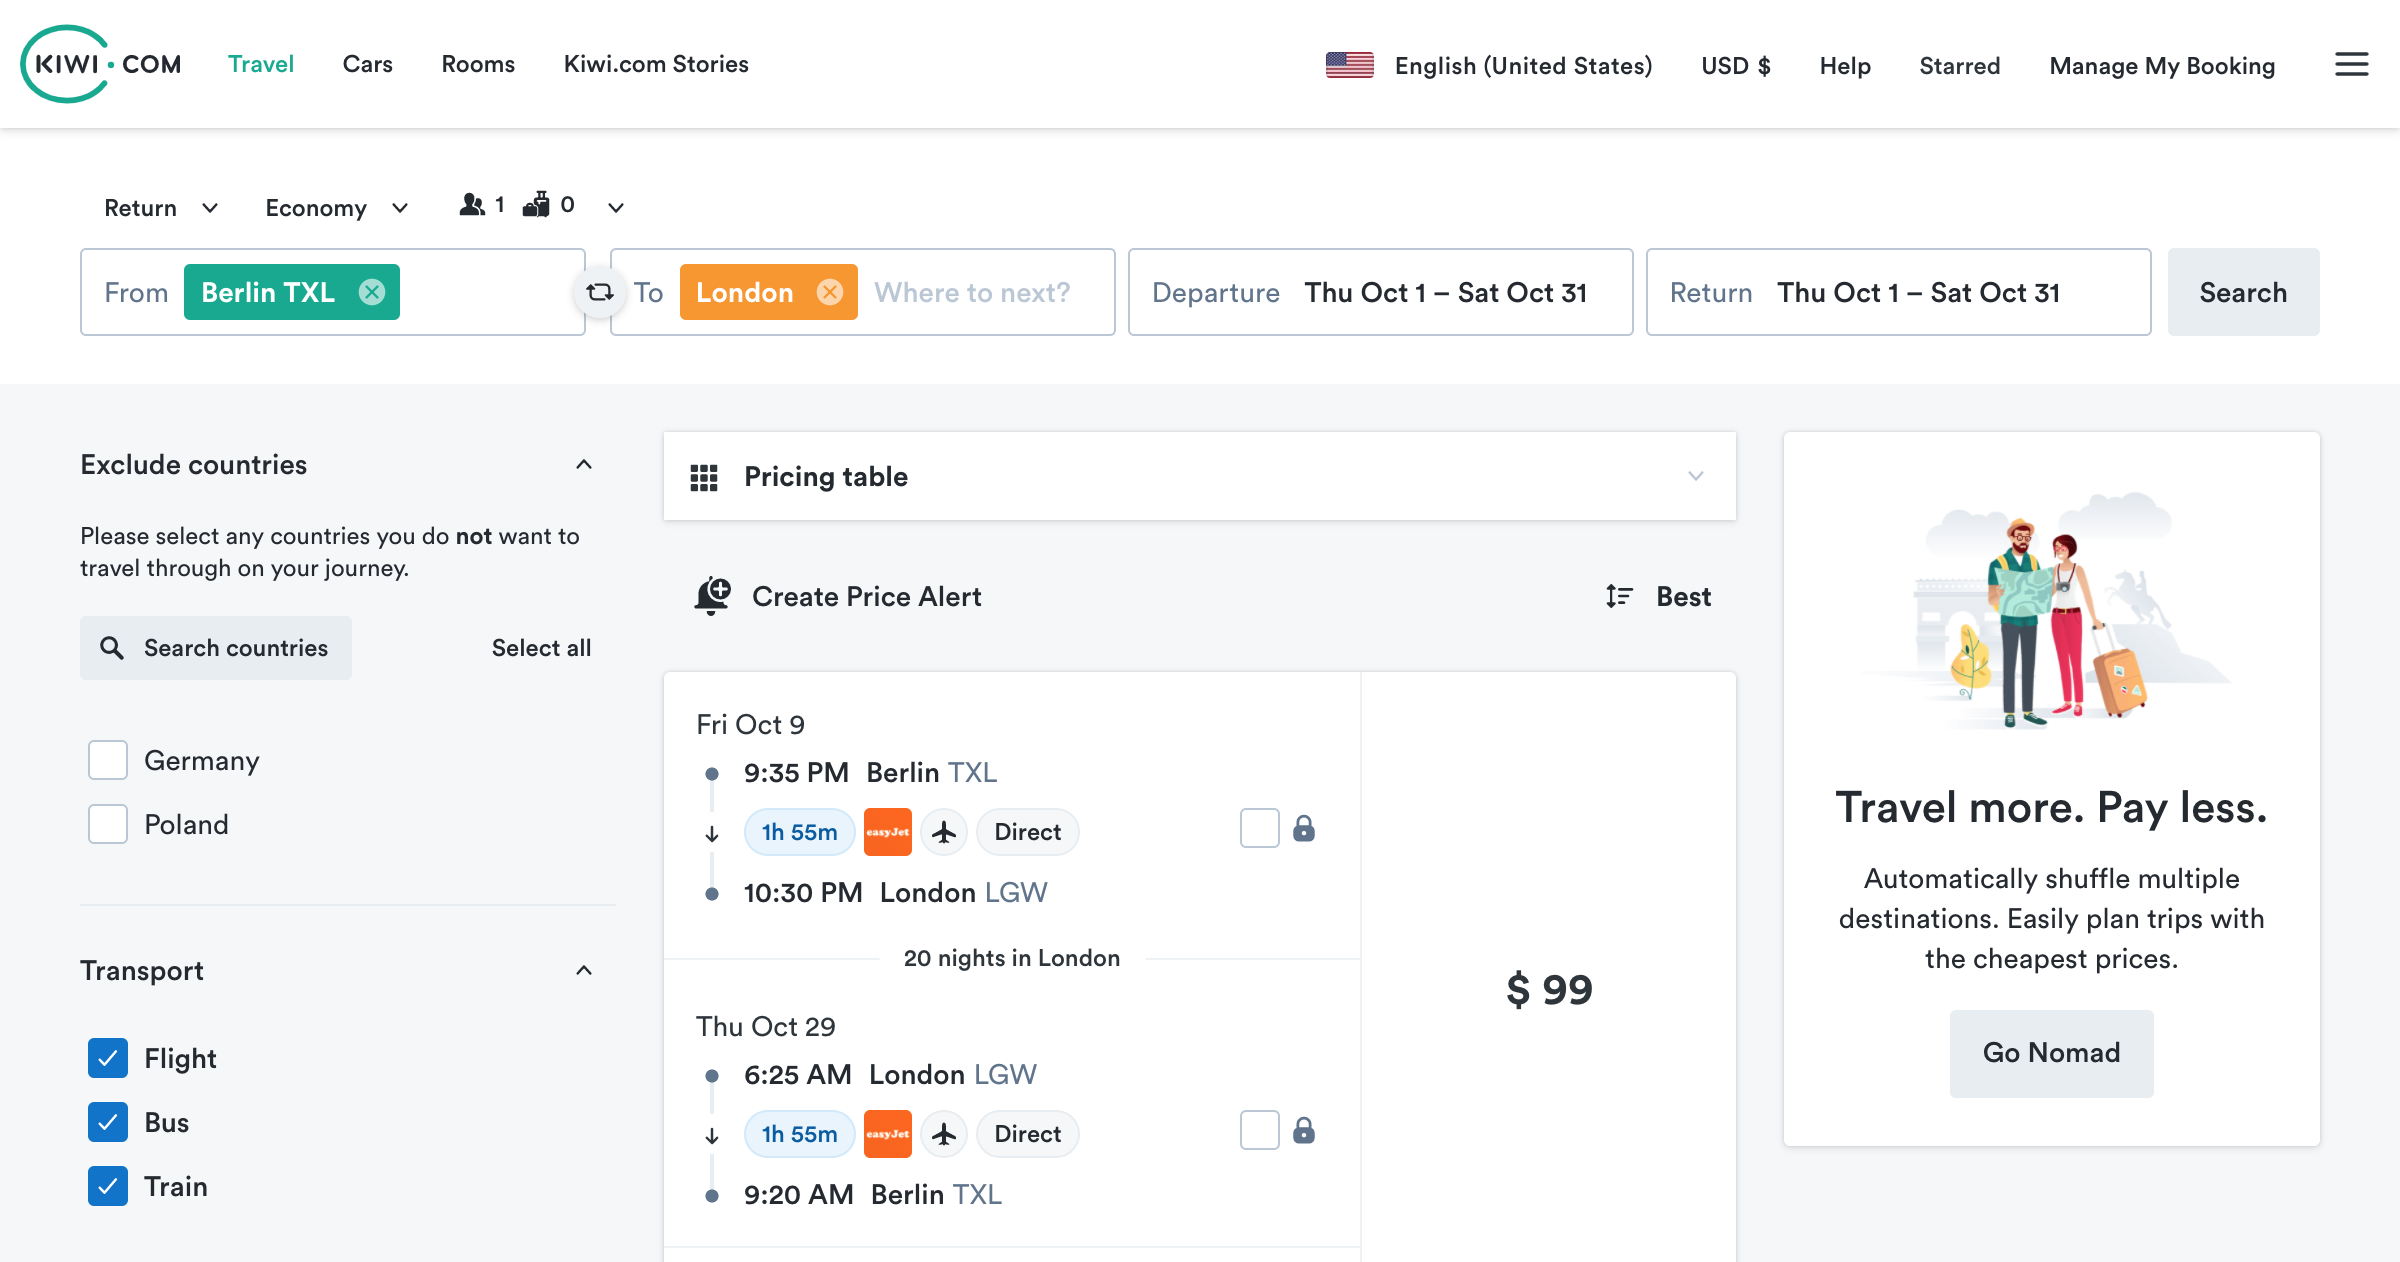 KIWI.COM Travel Cars Rooms Kiwi.com Stories English (United States) USD $ Help Starred Manage My Booking
Return Economy 1 0
From Berlin TXL To London Where to next? Departure Thu Oct 1 – Sat Oct 31 Return Thu Oct 1 – Sat Oct 31 Search
Exclude countries
Please select any countries you do not want to
travel through on your journey.
Search countries Select all
Germany
Poland
Transport
Flight
Bus
Train
Pricing table
Create Price Alert Best
Fri Oct 9
9:35 PM Berlin TXL
1h 55m easyJet Direct
10:30 PM London LGW
20 nights in London
Thu Oct 29
6:25 AM London LGW
1h 55m easyJet Direct
9:20 AM Berlin TXL
$ 99
Travel more. Pay less.
Automatically shuffle multiple
destinations. Easily plan trips with
the cheapest prices.
Go Nomad